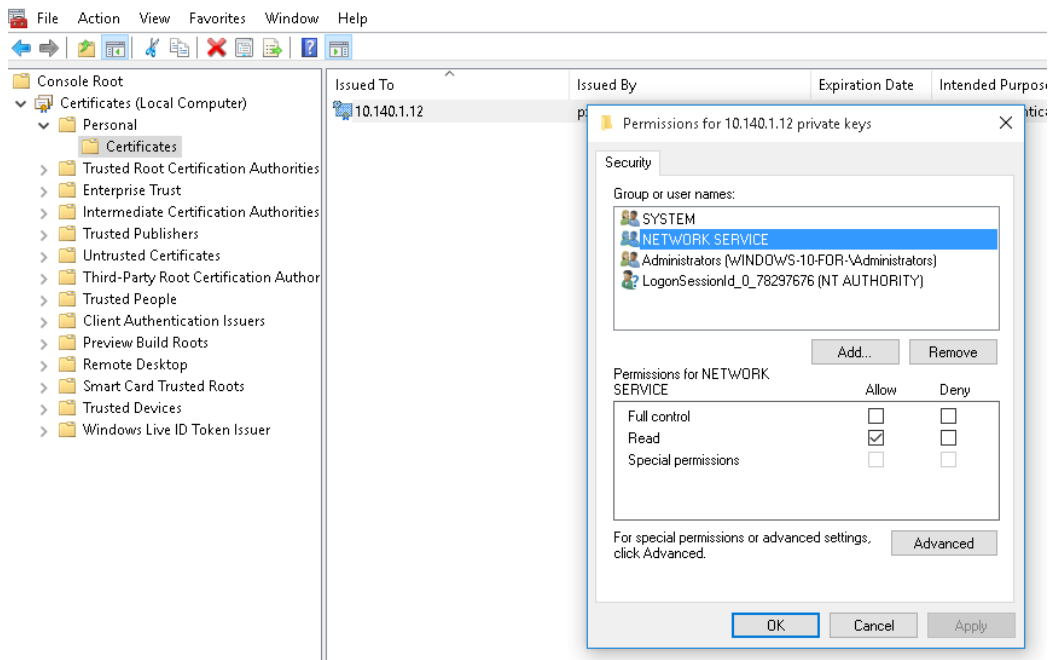 File Action View Favorites Window Help
Console Root
Certificates (Local Computer)
Personal
Certificates
Trusted Root Certification Authorities
Enterprise Trust
Intermediate Certification Authorities
Trusted Publishers
Untrusted Certificates
Third-Party Root Certification Author
Trusted People
Client Authentication Issuers
Preview Build Roots
Remote Desktop
Smart Card Trusted Roots
Trusted Devices
Windows Live ID Token Issuer
Issued To Issued By Expiration Date Intended Purpos
10.140.1.12
Permissions for 10.140.1.12 private keys
Security
Group or user names:
SYSTEM
NETWORK SERVICE
Administrators (WINDOWS-10-FOR-\Administrators)
LogonSessionId_0_78297676 (NT AUTHORITY)
Add... Remove
Permissions for NETWORK
SERVICE Allow Deny
Full control
Read
Special permissions
For special permissions or advanced settings,
click Advanced.
Advanced
OK Cancel Apply